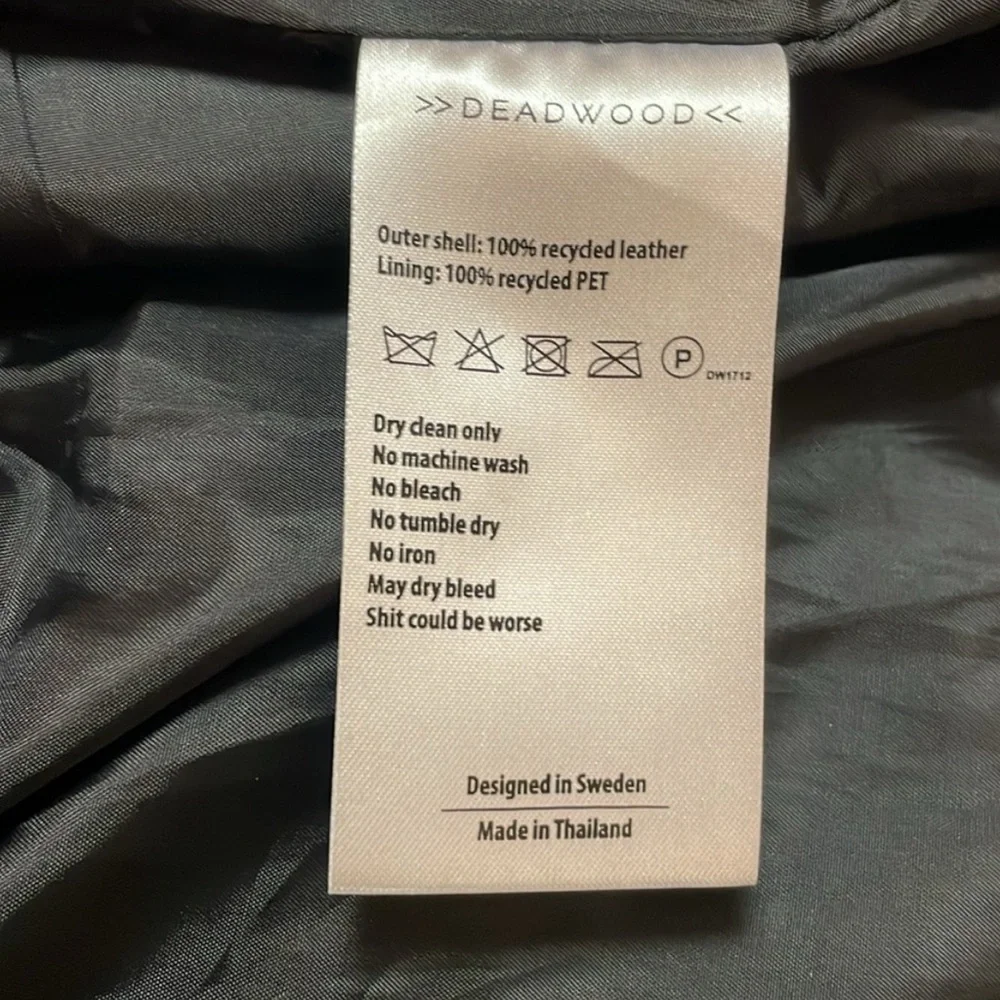 >>DEADWOOD<<
Outer shell: 100% recycled leather
Lining: 100% recycled PET
P DW1712
Dry clean only
No machine wash
No bleach
No tumble dry
No iron
May dry bleed
Shit could be worse
Designed in Sweden
Made in Thailand